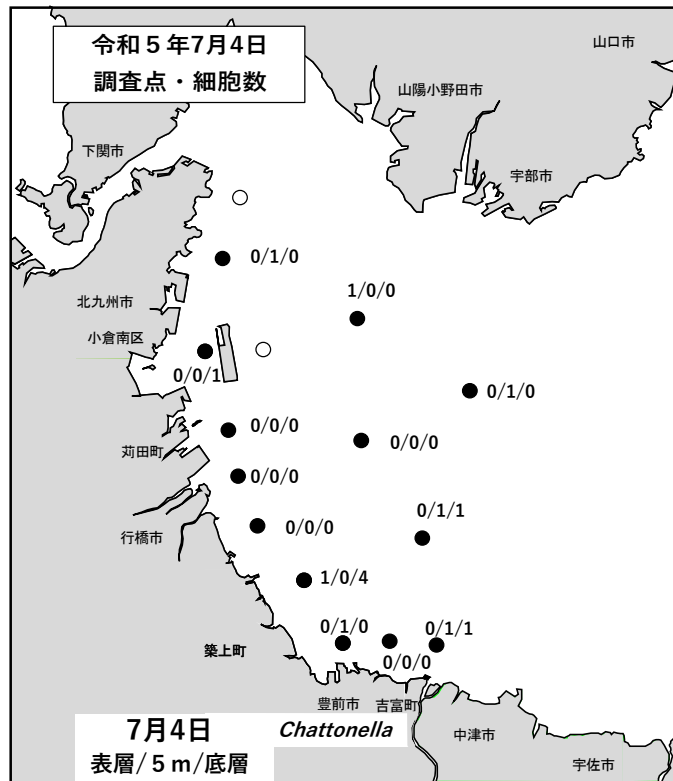 令和５年7月4日
調査点・細胞数
山口市
山陽小野田市
下関市
宇部市
0/1/0
1/0/0
北九州市
小倉南区
0/0/1
0/1/0
0/0/0
0/0/0
苅田町
0/0/0
0/0/0
0/1/1
行橋市
1/0/4
0/1/0
0/1/1
築上町
0/0/0
豊前市
吉富町
7月4日
Chattonella
中津市
表層/５ｍ/底層
宇佐市